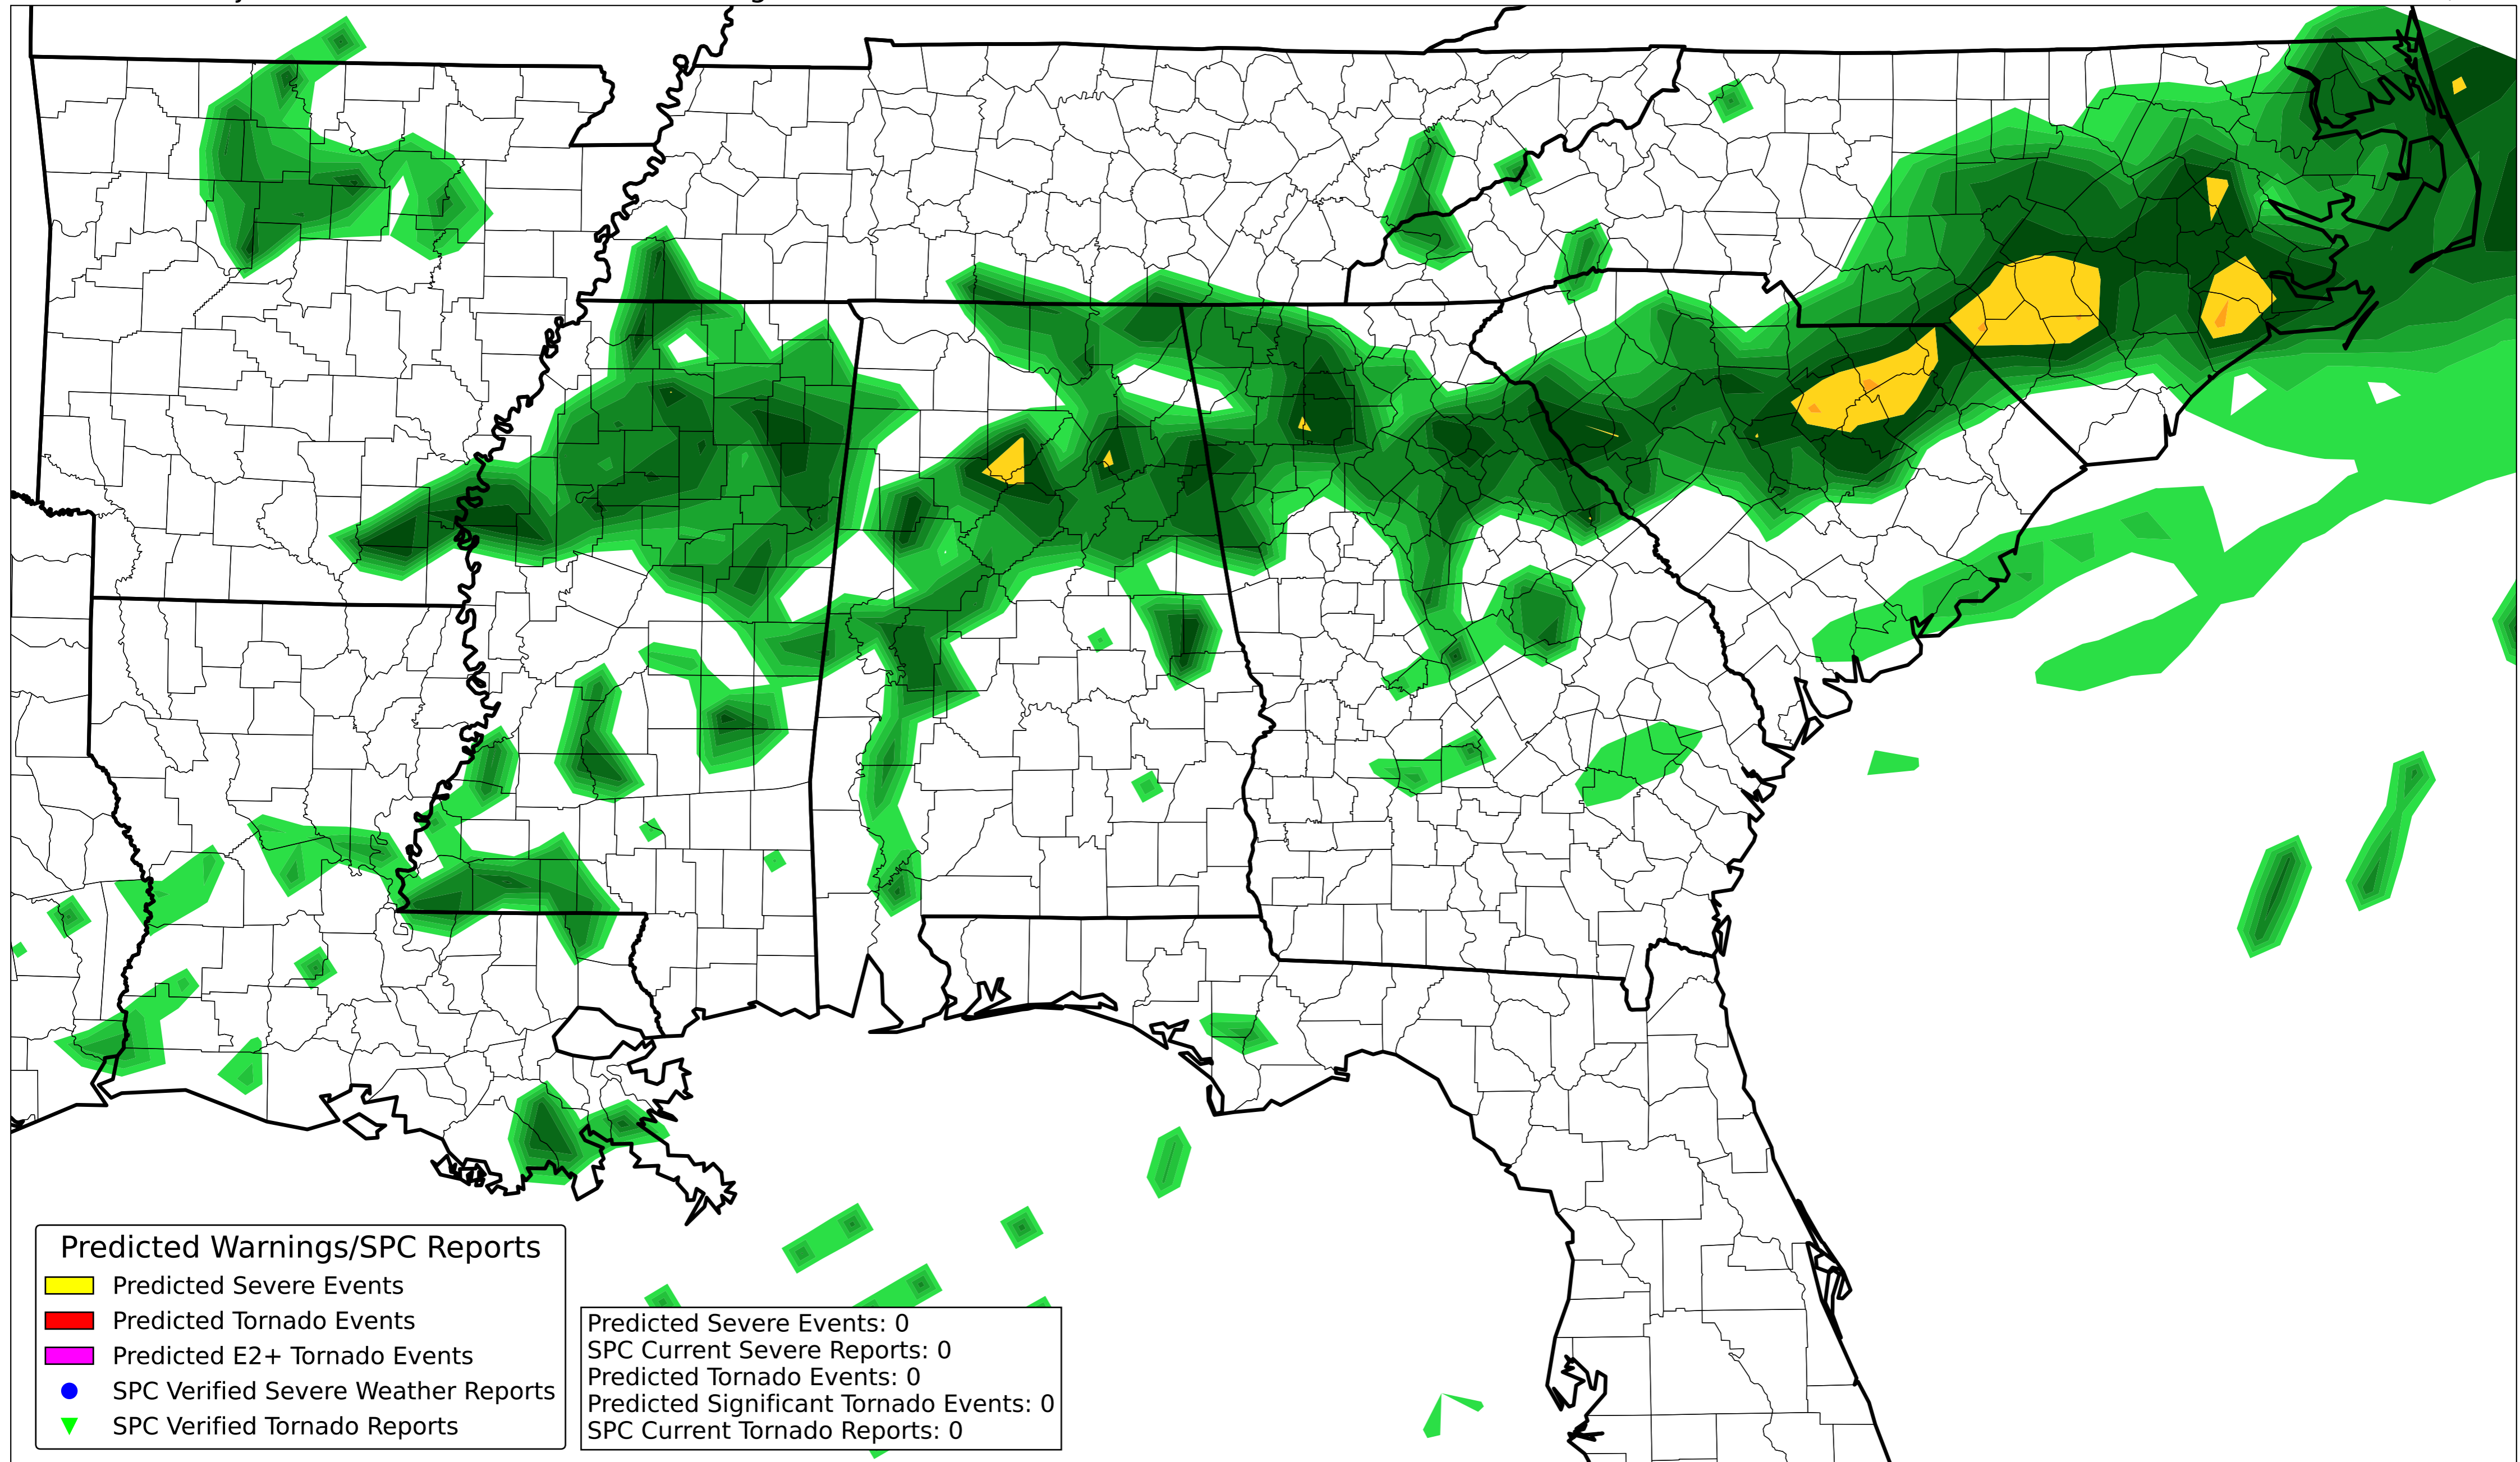 Predicted Warnings/SPC Reports
Predicted Severe Events
Predicted Tornado Events
Predicted E2+ Tornado Events
SPC Verified Severe Weather Reports
SPC Verified Tornado Reports
Predicted Severe Events: 0
SPC Current Severe Reports: 0
Predicted Tornado Events: 0
Predicted Significant Tornado Events: 0
SPC Current Tornado Reports: 0